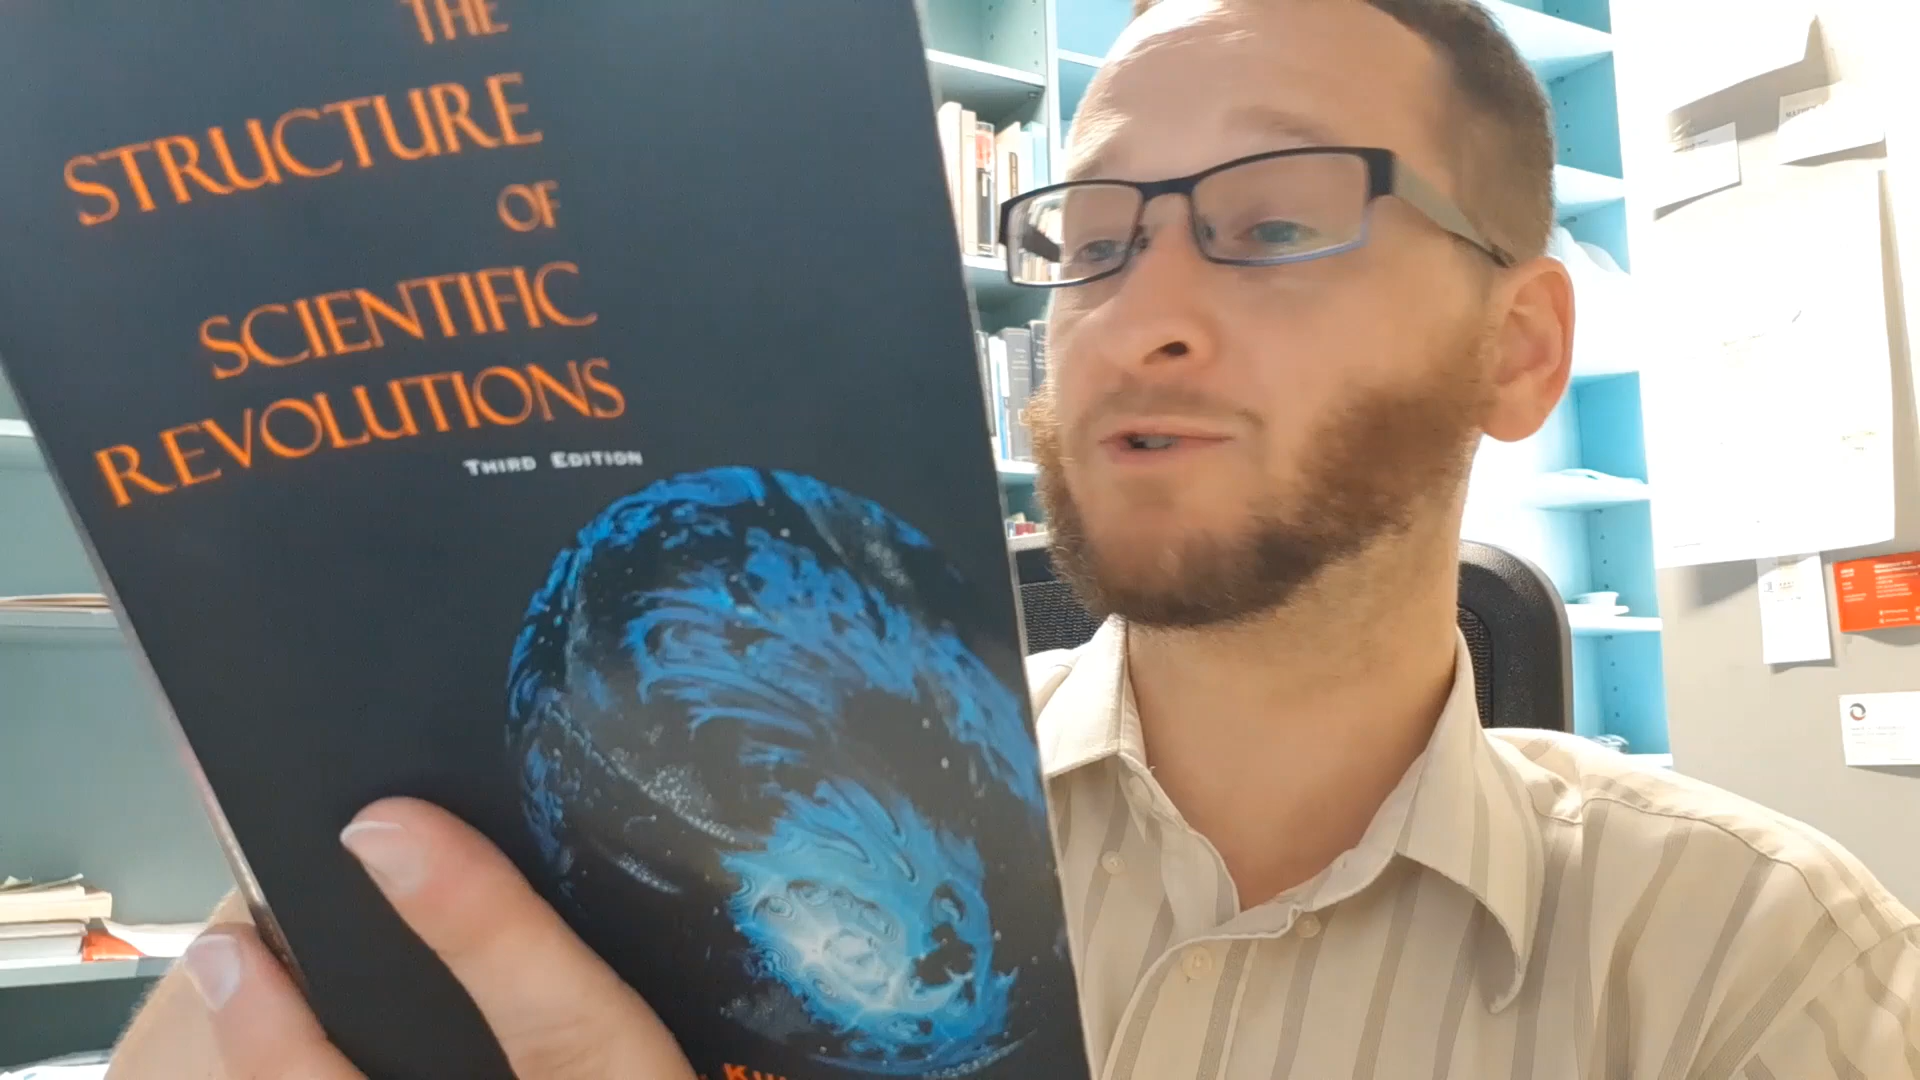 THE
STRUCTURE
OF
SCIENTIFIC
REVOLUTIONS
THIRD EDITION